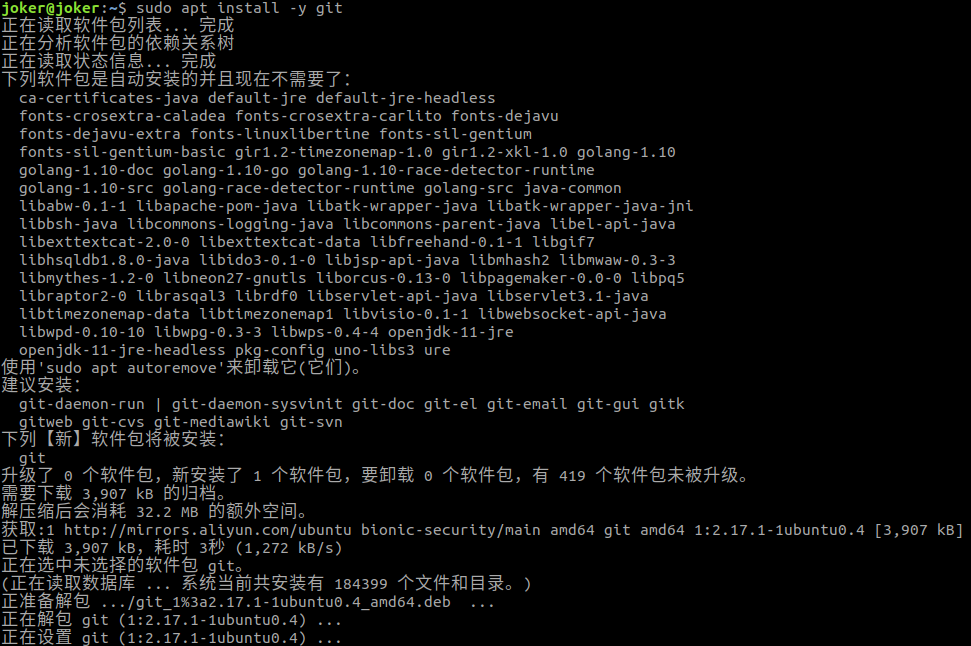 joker@joker:~$ sudo apt install -y git
正在读取软件包列表... 完成
正在分析软件包的依赖关系树
正在读取状态信息... 完成
下列软件包是自动安装的并且现在不需要了：
ca-certificates-java default-jre default-jre-headless
fonts-crosextra-caladea fonts-crosextra-carlito fonts-dejavu
fonts-dejavu-extra fonts-linuxlibertine fonts-sil-gentium
fonts-sil-gentium-basic gir1.2-timezonemap-1.0 gir1.2-xkl-1.0 golang-1.10
golang-1.10-doc golang-1.10-go golang-1.10-race-detector-runtime
golang-1.10-src golang-race-detector-runtime golang-src java-common
libabw-0.1-1 libapache-pom-java libatk-wrapper-java libatk-wrapper-java-jni
libbsh-java libcommons-logging-java libcommons-parent-java libel-api-java
libexttextcat-2.0-0 libexttextcat-data libfreehand-0.1-1 libgif7
libhsqldb1.8.0-java libido3-0.1-0 libjsp-api-java libmhash2 libmwaw-0.3-3
libmythes-1.2-0 libneon27-gnutls liborcus-0.13-0 libpagemaker-0.0-0 libpq5
libraptor2-0 librasqal3 librdf0 libservlet-api-java libservlet3.1-java
libtimezonemap-data libtimezonemap1 libvisio-0.1-1 libwebsocket-api-java
libwpd-0.10-10 libwpg-0.3-3 libwps-0.4-4 openjdk-11-jre
openjdk-11-jre-headless pkg-config uno-libs3 ure
使用'sudo apt autoremove'来卸载它(它们)。
建议安装：
git-daemon-run | git-daemon-sysvinit git-doc git-el git-email git-gui gitk
gitweb git-cvs git-mediawiki git-svn
下列【新】软件包将被安装：
git
升级了 0 个软件包，新安装了 1 个软件包，要卸载 0 个软件包，有 419 个软件包未被升级。
需要下载 3,907 kB 的归档。
解压缩后会消耗 32.2 MB 的额外空间。
获取:1 http://mirrors.aliyun.com/ubuntu bionic-security/main amd64 git amd64 1:2.17.1-1ubuntu0.4 [3,907 kB]
已下载 3,907 kB，耗时 3秒 (1,272 kB/s)
正在选中未选择的软件包 git。
(正在读取数据库 ... 系统当前共安装有 184399 个文件和目录。)
正准备解包 .../git_1%3a2.17.1-1ubuntu0.4_amd64.deb ...
正在解包 git (1:2.17.1-1ubuntu0.4) ...
正在设置 git (1:2.17.1-1ubuntu0.4) ...